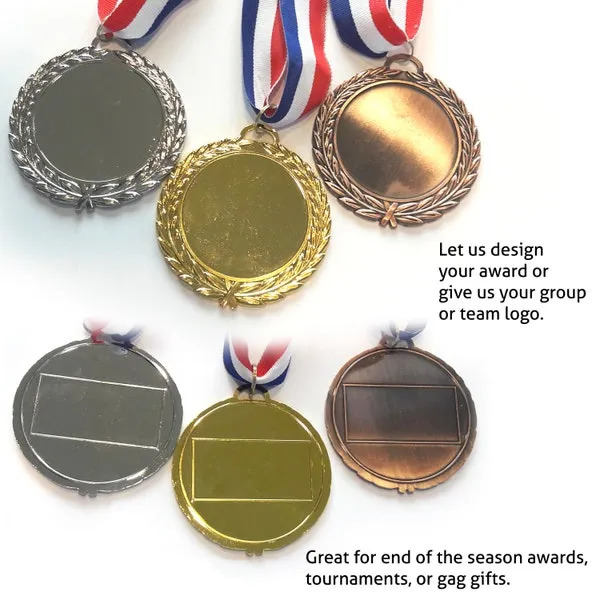 Let us design
your award or
give us your group
or team logo.
Great for end of the season awards,
tournaments, or gag gifts.